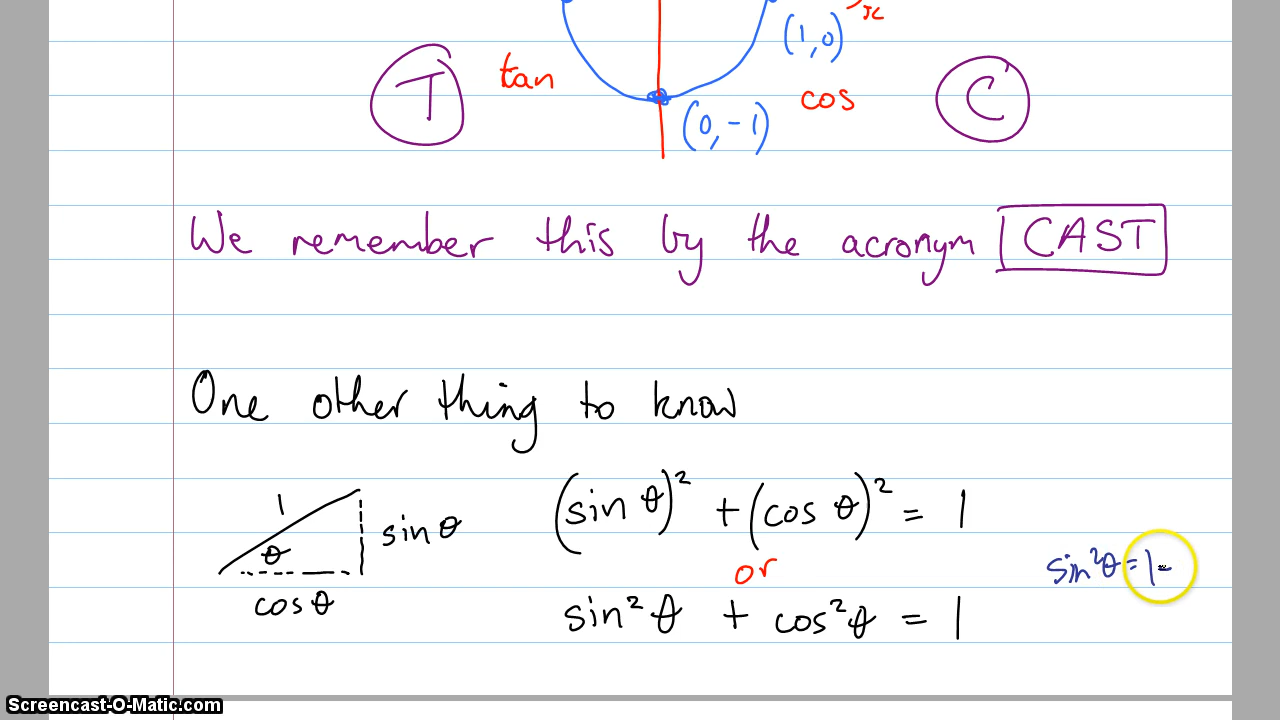 x
(1, 0)
T tan cos C
(0, -1)
We remember this by the acronym CAST
One other thing to know
1
θ
sin θ
cos θ
(sin θ)² + (cos θ)² = 1
or
sin²θ = 1-
sin²θ + cos²θ = 1
Screencast-O-Matic.com